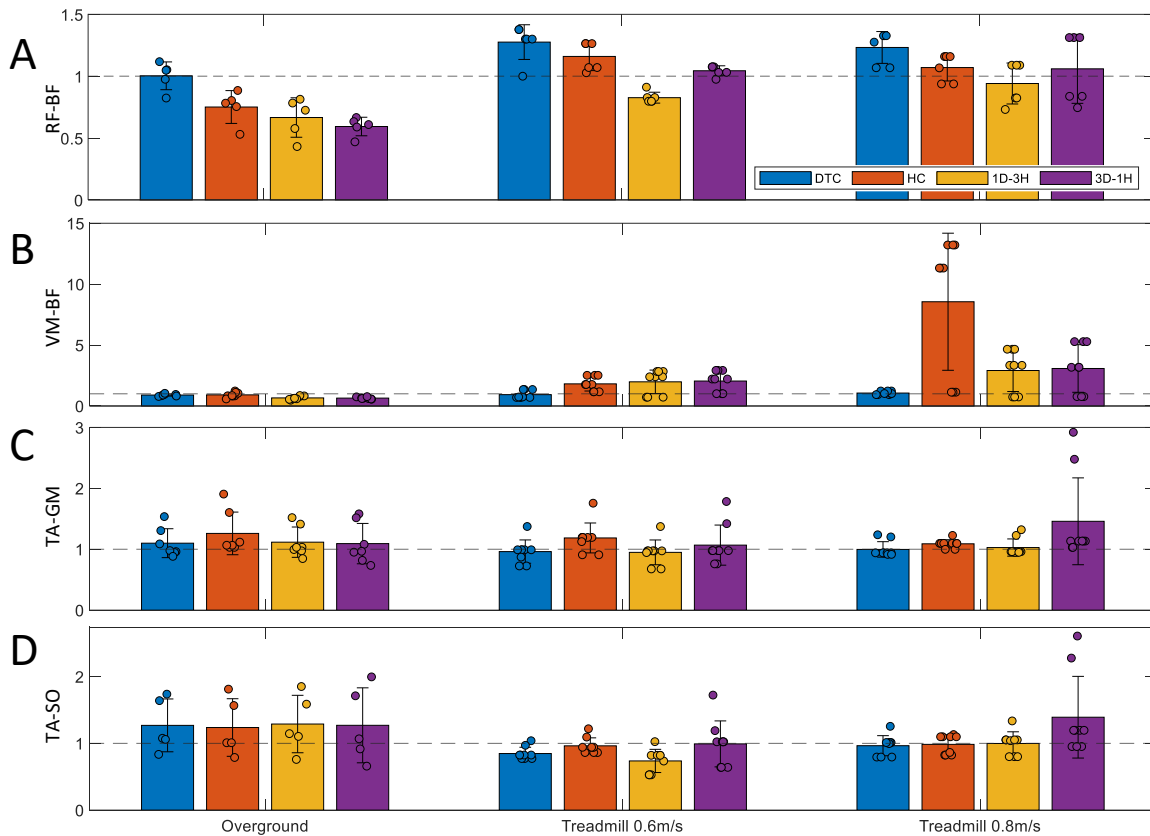 A
RF-BF
1.5
1
0.5
0
DTC HC 1D-3H 3D-1H
B
VM-BF
15
10
5
0
C
TA-GM
3
2
1
0
D
TA-SO
2
1
0
Overground Treadmill 0.6m/s Treadmill 0.8m/s